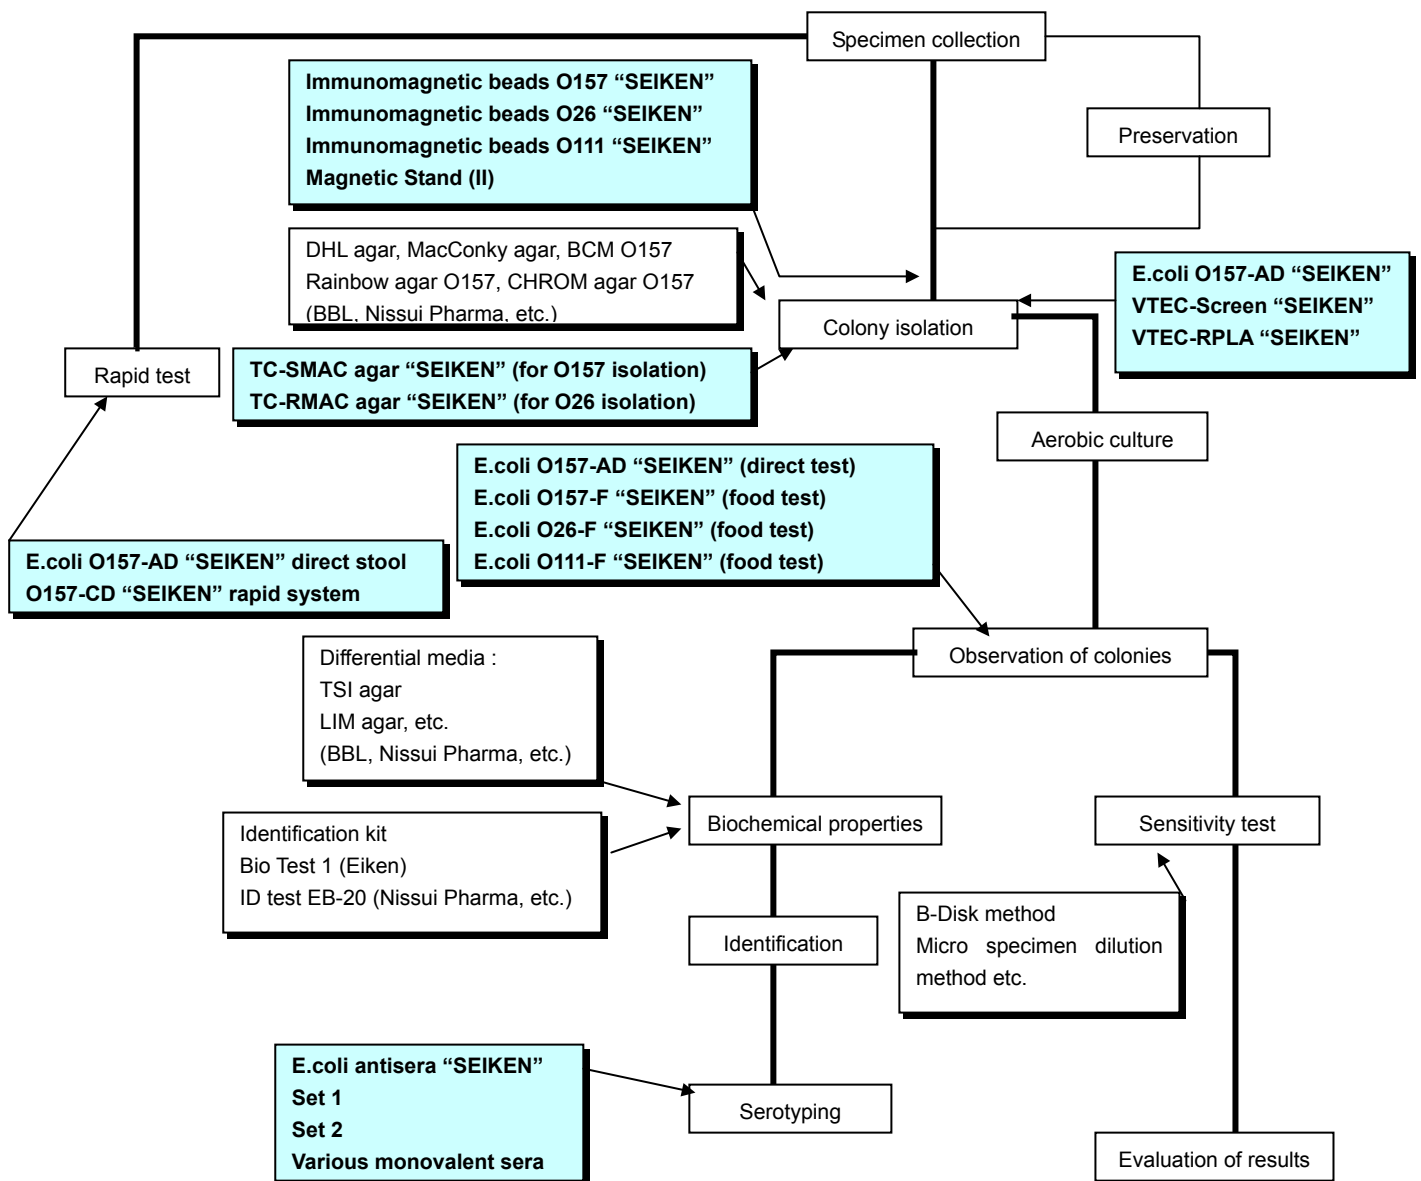 Specimen collection
Immunomagnetic beads O157 “SEIKEN”
Immunomagnetic beads O26 “SEIKEN”
Immunomagnetic beads O111 “SEIKEN”
Magnetic Stand (II)
Preservation
DHL agar, MacConky agar, BCM O157
Rainbow agar O157, CHROM agar O157
(BBL, Nissui Pharma, etc.)
E.coli O157-AD “SEIKEN”
VTEC-Screen “SEIKEN”
VTEC-RPLA “SEIKEN”
Colony isolation
Rapid test
TC-SMAC agar “SEIKEN” (for O157 isolation)
TC-RMAC agar “SEIKEN” (for O26 isolation)
Aerobic culture
E.coli O157-AD “SEIKEN” (direct test)
E.coli O157-F “SEIKEN” (food test)
E.coli O26-F “SEIKEN” (food test)
E.coli O111-F “SEIKEN” (food test)
E.coli O157-AD “SEIKEN” direct stool
O157-CD “SEIKEN” rapid system
Observation of colonies
Differential media :
TSI agar
LIM agar, etc.
(BBL, Nissui Pharma, etc.)
Biochemical properties
Sensitivity test
Identification kit
Bio Test 1 (Eiken)
ID test EB-20 (Nissui Pharma, etc.)
B-Disk method
Micro specimen dilution
method etc.
Identification
E.coli antisera “SEIKEN”
Set 1
Set 2
Various monovalent sera
Serotyping
Evaluation of results